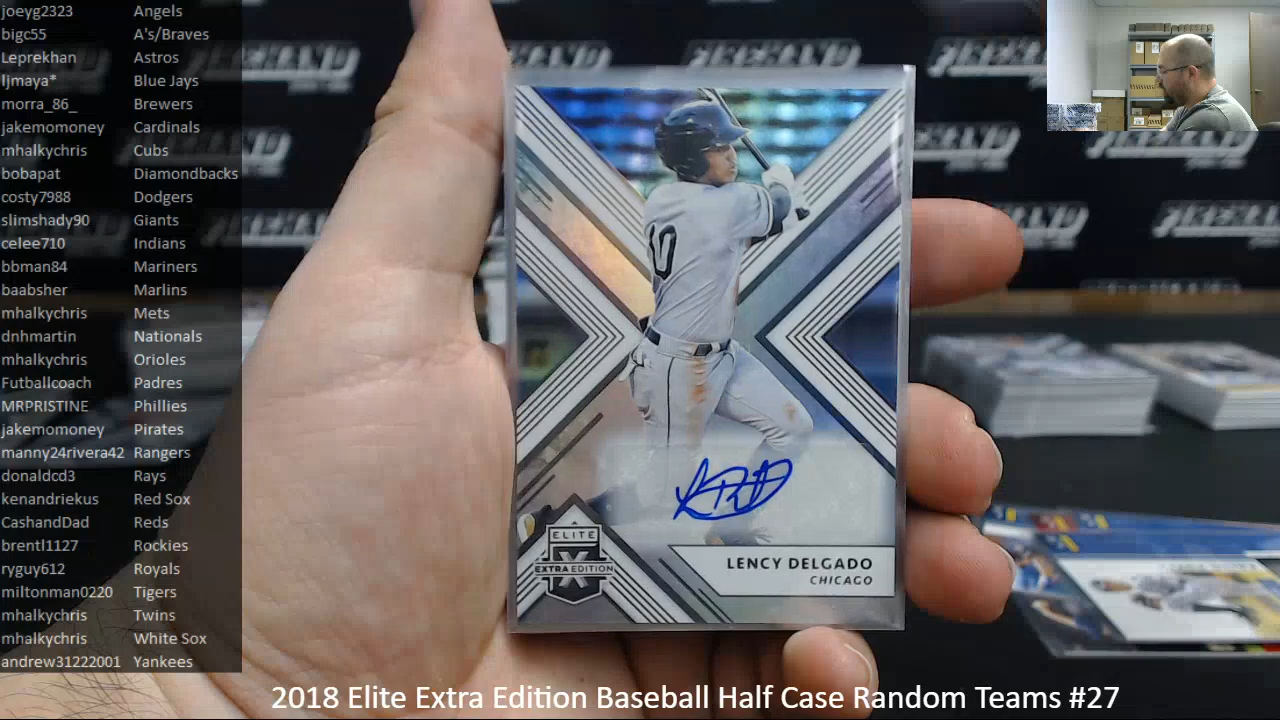 joeyg2323 Angels
bigc55 A's/Braves
Leprekhan Astros
ljmaya* Blue Jays
morra_86_ Brewers
jakemomoney Cardinals
mhalkychris Cubs
bobapat Diamondbacks
costy7988 Dodgers
slimshady90 Giants
celee710 Indians
bbman84 Mariners
baabsher Marlins
mhalkychris Mets
dnhmartin Nationals
mhalkychris Orioles
Futballcoach Padres
MRPRISTINE Phillies
jakemomoney Pirates
manny24rivera42 Rangers
donaldcd3 Rays
kenandriekus Red Sox
CashandDad Reds
brentl1127 Rockies
ryguy612 Royals
miltonman0220 Tigers
mhalkychris Twins
mhalkychris White Sox
andrew31222001 Yankees
10
ELITE
X
EXTRA EDITION
LENCY DELGADO
CHICAGO
2018 Elite Extra Edition Baseball Half Case Random Teams #27